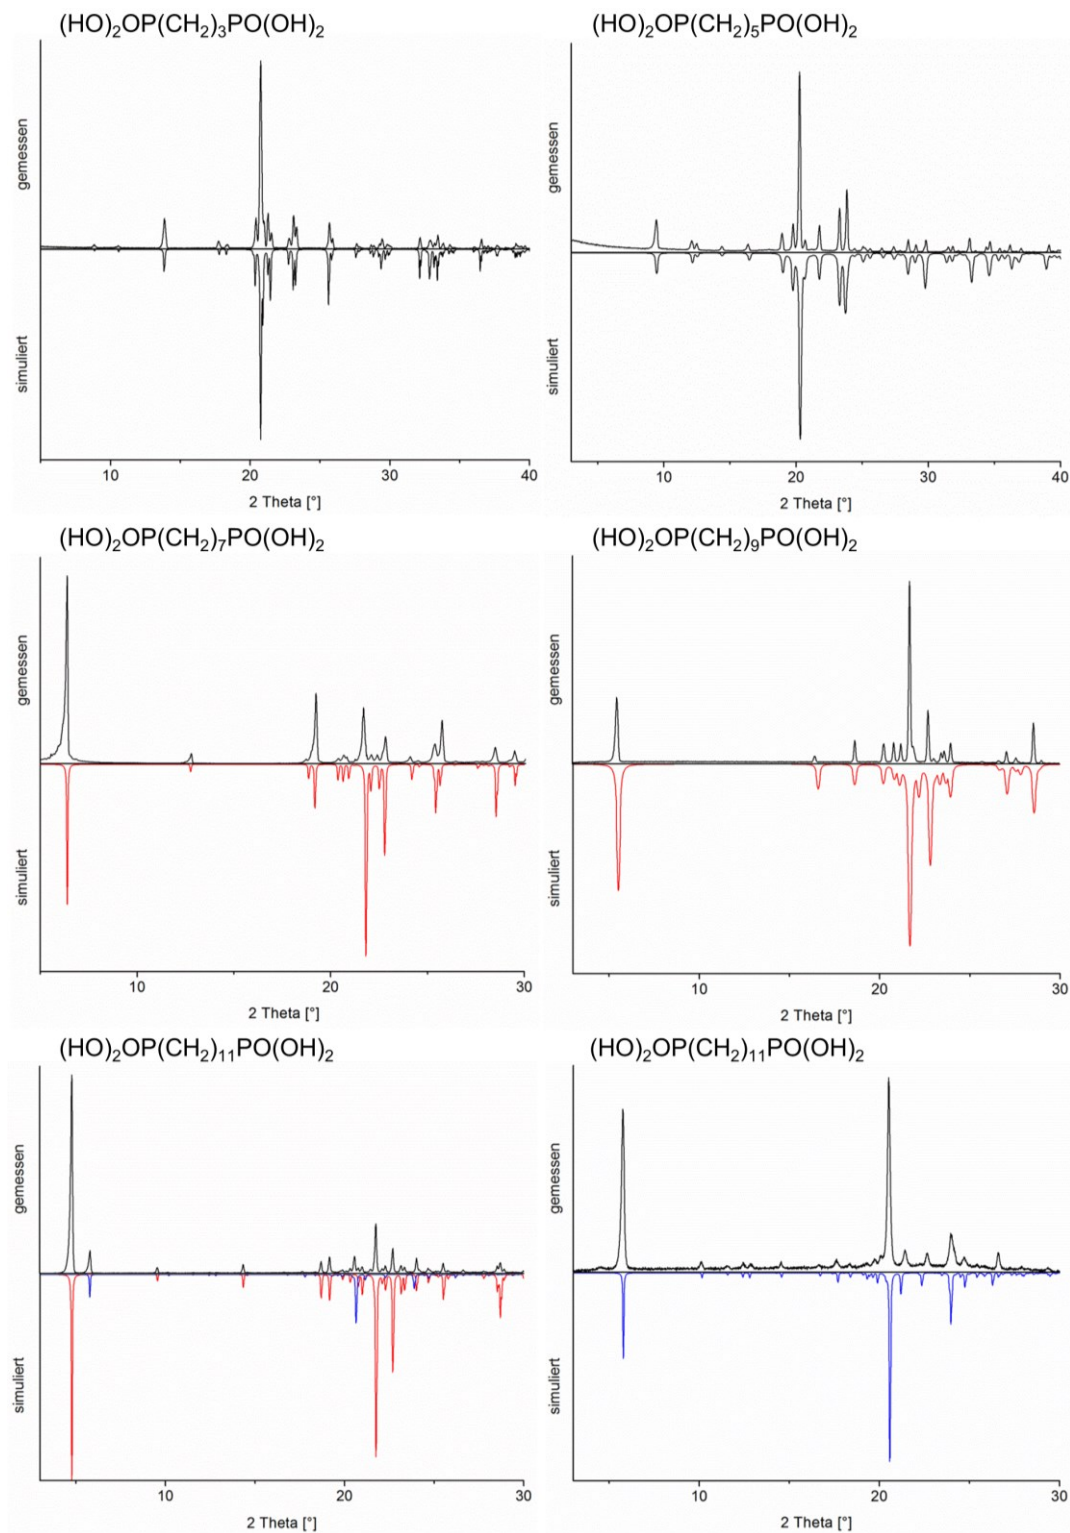 (HO)₂OP(CH₂)₃PO(OH)₂
gemessen
simuliert
10 20 30 40
2 Theta [°]
(HO)₂OP(CH₂)₅PO(OH)₂
gemessen
simuliert
10 20 30 40
2 Theta [°]
(HO)₂OP(CH₂)₇PO(OH)₂
gemessen
simuliert
10 20 30
2 Theta [°]
(HO)₂OP(CH₂)₉PO(OH)₂
gemessen
simuliert
10 20 30
2 Theta [°]
(HO)₂OP(CH₂)₁₁PO(OH)₂
gemessen
simuliert
10 20 30
2 Theta [°]
(HO)₂OP(CH₂)₁₁PO(OH)₂
gemessen
simuliert
10 20 30
2 Theta [°]